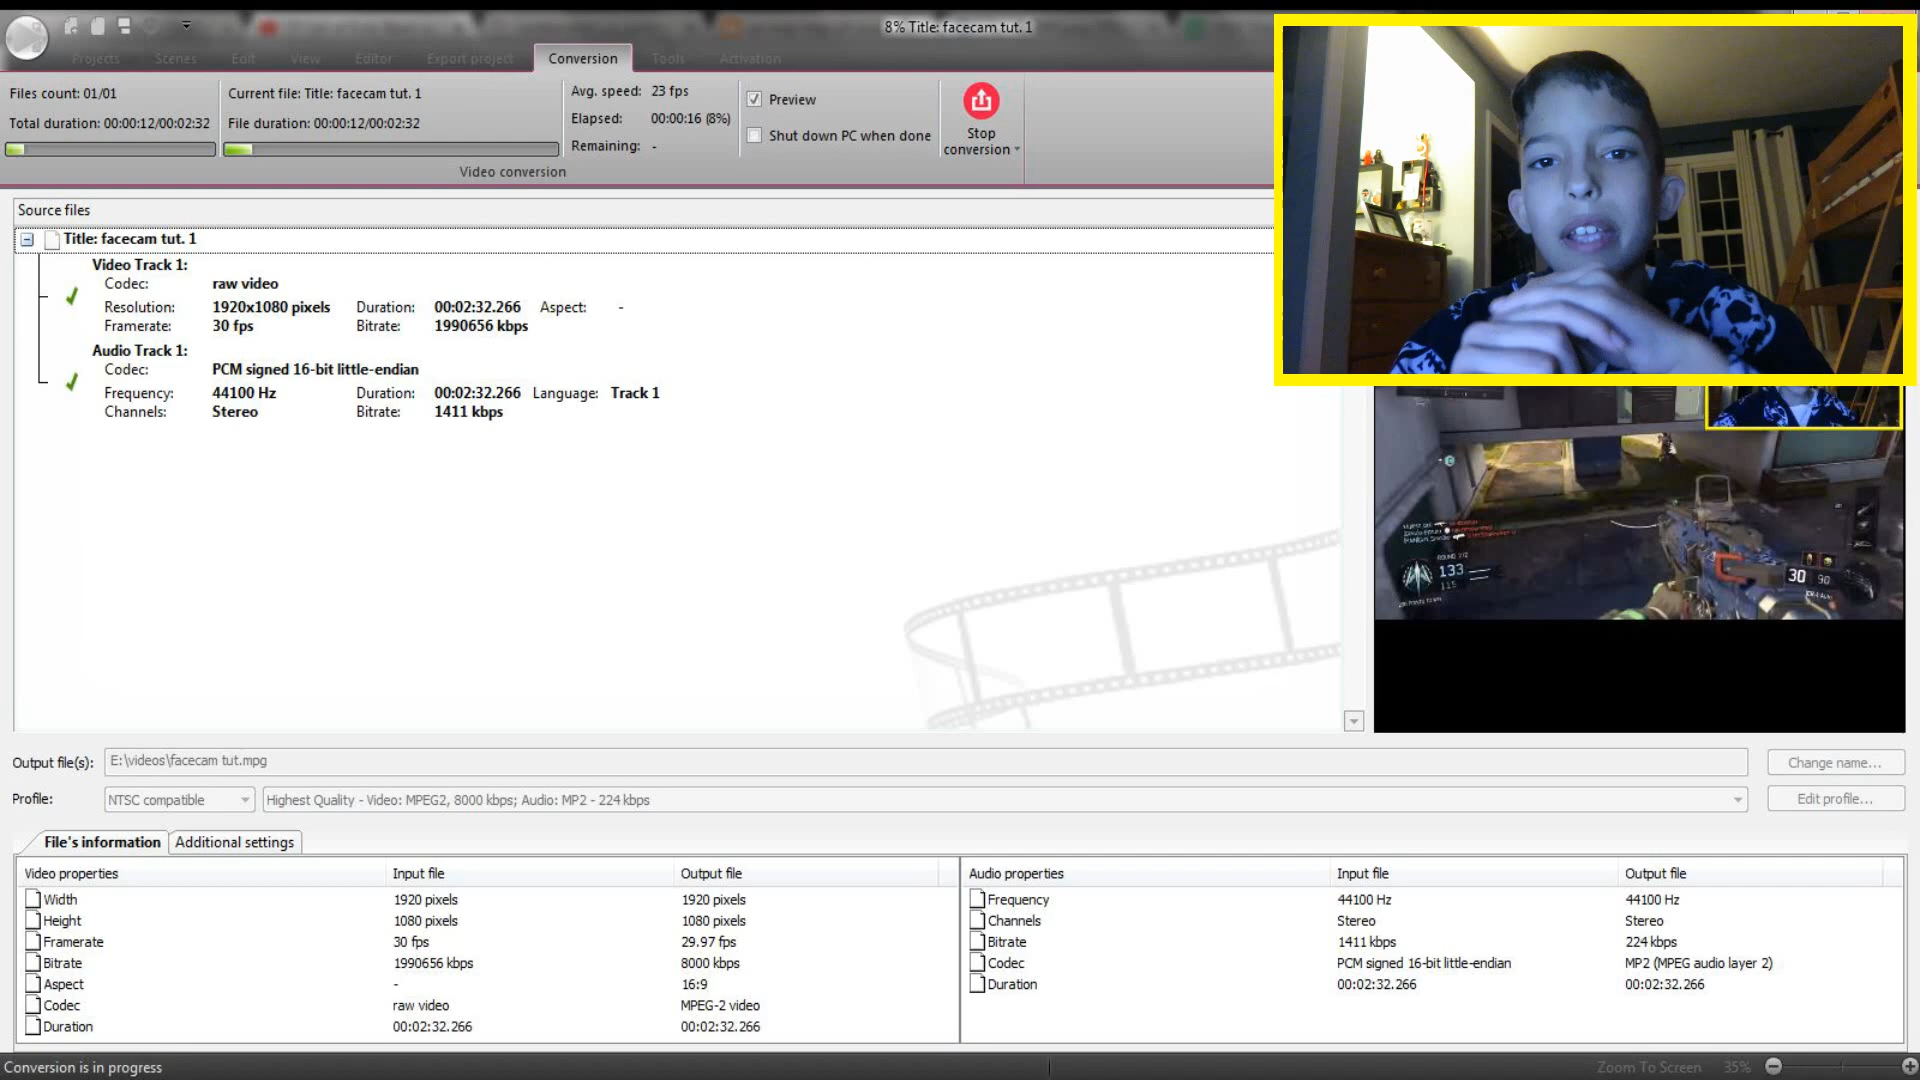 8% Title: facecam tut. 1
Projects Scenes Edit View Editor Export project Conversion Tools Activation
Files count: 01/01
Total duration: 00:00:12/00:02:32
Current file: Title: facecam tut. 1
File duration: 00:00:12/00:02:32
Avg. speed: 23 fps
Elapsed: 00:00:16 (8%)
Remaining: -
Preview
Shut down PC when done
Stop
conversion
Video conversion
Source files
Title: facecam tut. 1
Video Track 1:
Codec: raw video
Resolution: 1920x1080 pixels Duration: 00:02:32.266 Aspect: -
Framerate: 30 fps Bitrate: 1990656 kbps
Audio Track 1:
Codec: PCM signed 16-bit little-endian
Frequency: 44100 Hz Duration: 00:02:32.266 Language: Track 1
Channels: Stereo Bitrate: 1411 kbps
133
115
30 90
Output file(s): E:\videos\facecam tut.mpg Change name...
Profile: NTSC compatible Highest Quality - Video: MPEG2, 8000 kbps; Audio: MP2 - 224 kbps Edit profile...
File's information Additional settings
Video properties Input file Output file
Width 1920 pixels 1920 pixels
Height 1080 pixels 1080 pixels
Framerate 30 fps 29.97 fps
Bitrate 1990656 kbps 8000 kbps
Aspect - 16:9
Codec raw video MPEG-2 video
Duration 00:02:32.266 00:02:32.266
Audio properties Input file Output file
Frequency 44100 Hz 44100 Hz
Channels Stereo Stereo
Bitrate 1411 kbps 224 kbps
Codec PCM signed 16-bit little-endian MP2 (MPEG audio layer 2)
Duration 00:02:32.266 00:02:32.266
Conversion is in progress
Zoom To Screen 35%